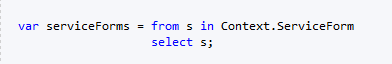 var serviceForms = from s in Context.ServiceForm
select s;